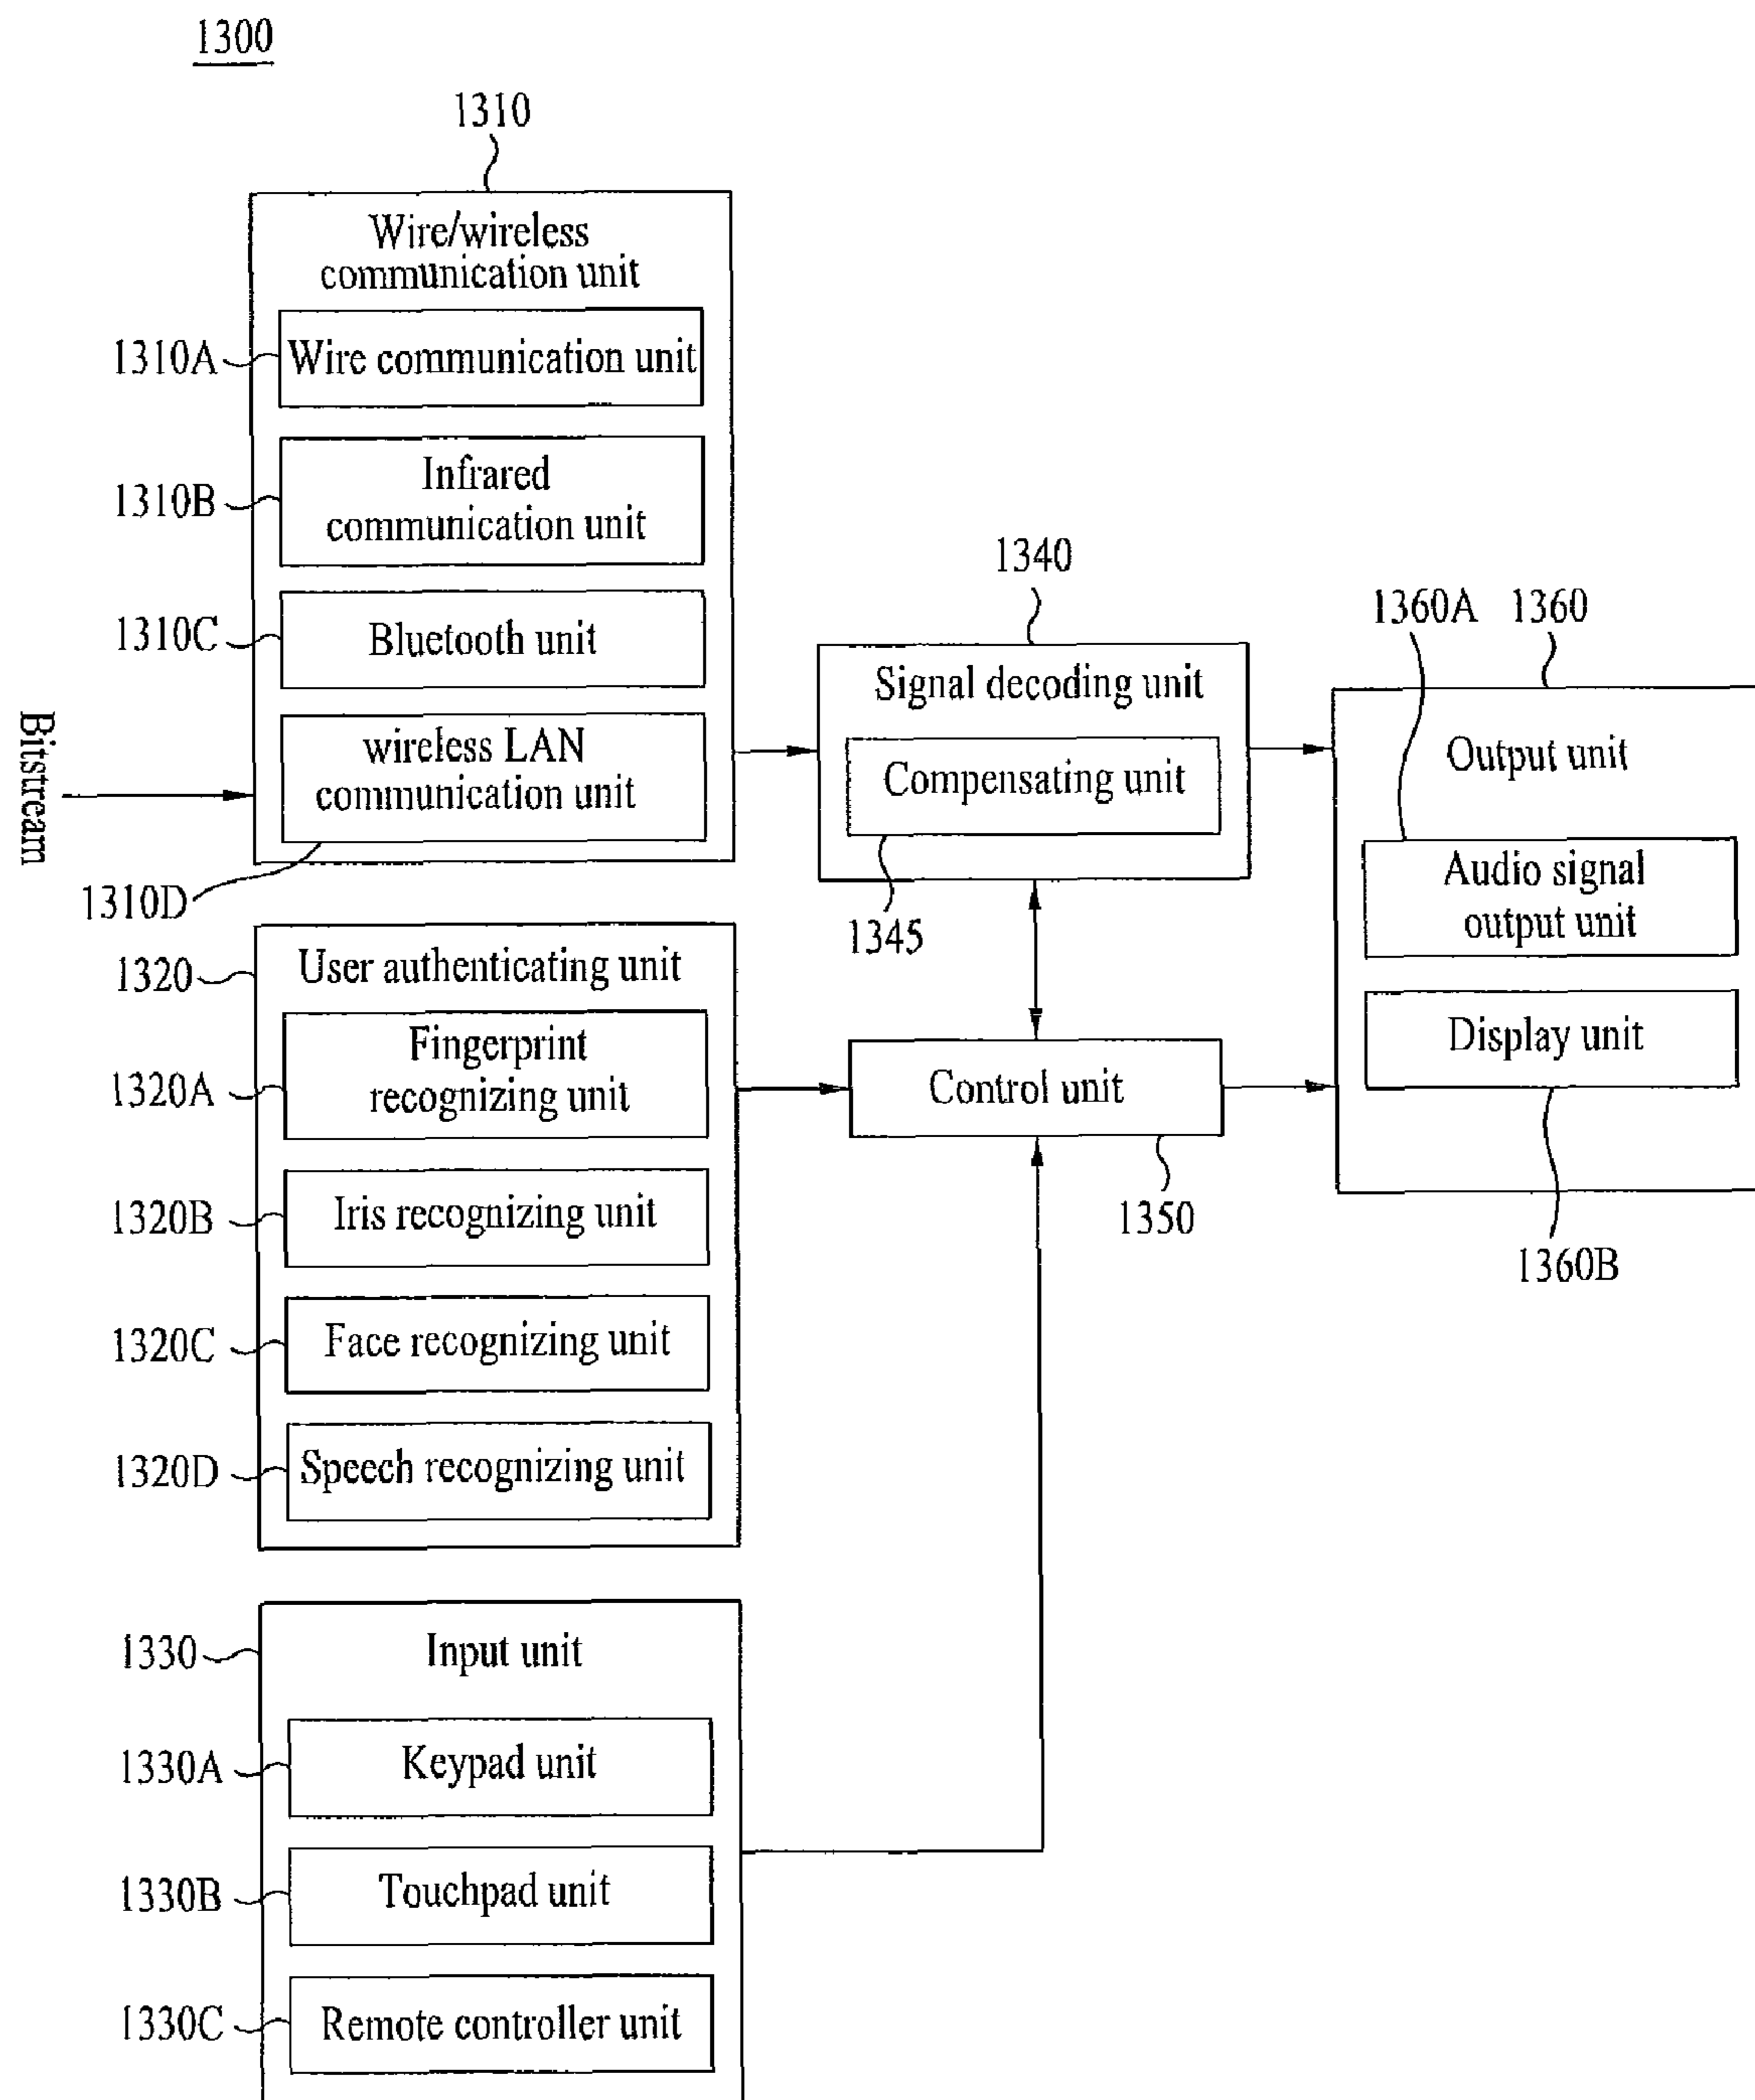 1300
1310
Wire/wireless
communication unit
1310A
Wire communication unit
1310B
Infrared
communication unit
1310C
Bluetooth unit
wireless LAN
communication unit
1310D
Bitstream
1320
User authenticating unit
1320A
Fingerprint
recognizing unit
1320B
Iris recognizing unit
1320C
Face recognizing unit
1320D
Speech recognizing unit
1330
Input unit
1330A
Keypad unit
1330B
Touchpad unit
1330C
Remote controller unit
1340
Signal decoding unit
Compensating unit
1345
Control unit
1350
1360A
1360
Output unit
Audio signal
output unit
Display unit
1360B